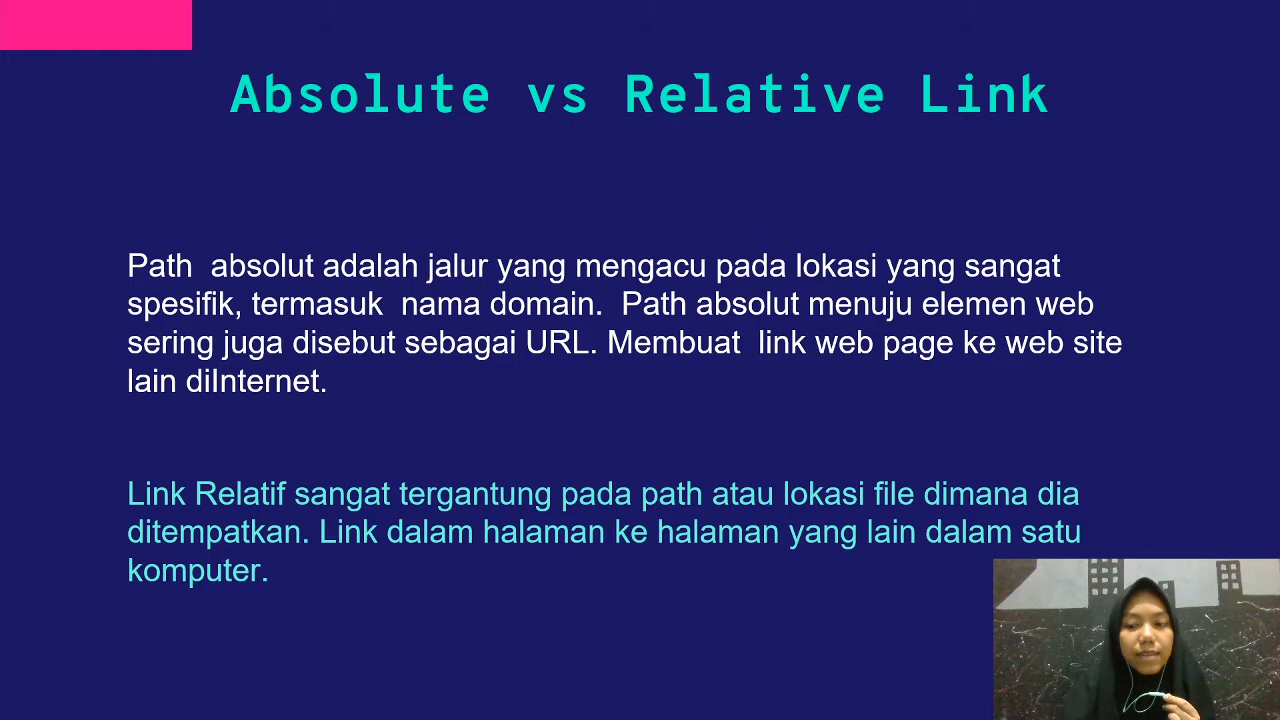 Absolute vs Relative Link
Path  absolut adalah jalur yang mengacu pada lokasi yang sangat
spesifik, termasuk  nama domain.  Path absolut menuju elemen web
sering juga disebut sebagai URL. Membuat  link web page ke web site
lain diInternet.
Link Relatif sangat tergantung pada path atau lokasi file dimana dia
ditempatkan. Link dalam halaman ke halaman yang lain dalam satu
komputer.